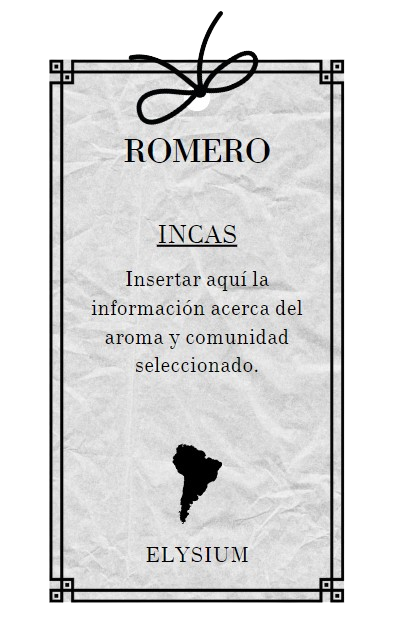 ROMERO
INCAS
Insertar aquí la
información acerca del
aroma y comunidad
seleccionado.
ELYSIUM